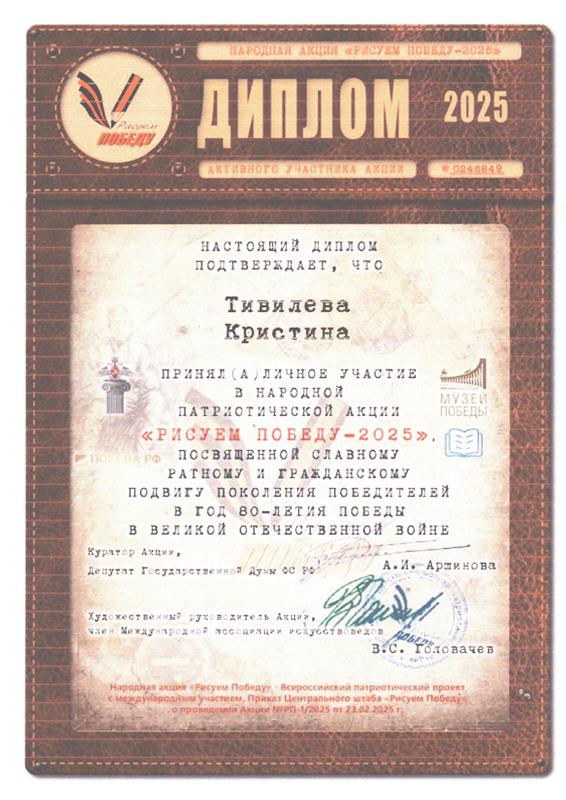 НАРОДНАЯ АКЦИЯ «РИСУЕМ ПОБЕДУ-2025»
ДИПЛОМ 2025
Рисуем
ПОБЕДУ
АКТИВНОГО УЧАСТНИКА АКЦИИ
№0245849
НАСТОЯЩИЙ ДИПЛОМ
ПОДТВЕРЖДАЕТ, ЧТО
Тивилева
Кристина
ПРИНЯЛ(А)ЛИЧНОЕ УЧАСТИЕ
В НАРОДНОЙ
ПАТРИОТИЧЕСКОЙ АКЦИИ
«РИСУЕМ ПОБЕДУ-2025»,
ПОСВЯЩЕННОЙ СЛАВНОМУ
РАТНОМУ И ГРАЖДАНСКОМУ
ПОДВИГУ ПОКОЛЕНИЯ ПОБЕДИТЕЛЕЙ
В ГОД 80-ЛЕТИЯ ПОБЕДЫ
В ВЕЛИКОЙ ОТЕЧЕСТВЕННОЙ ВОЙНЕ
МУЗЕЙ
ПОБЕДЫ
ПОБЕДА РФ
Куратор Акции,
Депутат Государственной Думы ФС РФ
А.И. Аршинова
Художественный руководитель Акции,
член Международной ассоциации искусствоведов
ПОБЕДУ
В.С. Головачев
Народная акция «Рисуем Победу» - Всероссийский патриотический проект
с международным участием. Приказ Центрального штаба «Рисуем Победу»
о проведении Акции №РП-1/2025 от 23.02.2025 г.